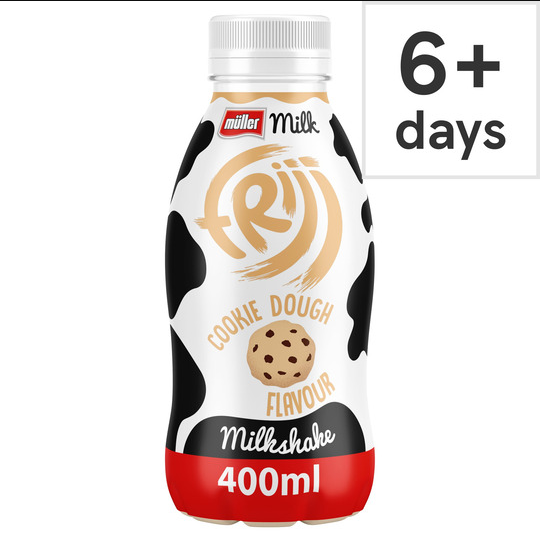 6+
days
müller Milk
frijj
COOKIE DOUGH
FLAVOUR
Milkshake
400ml